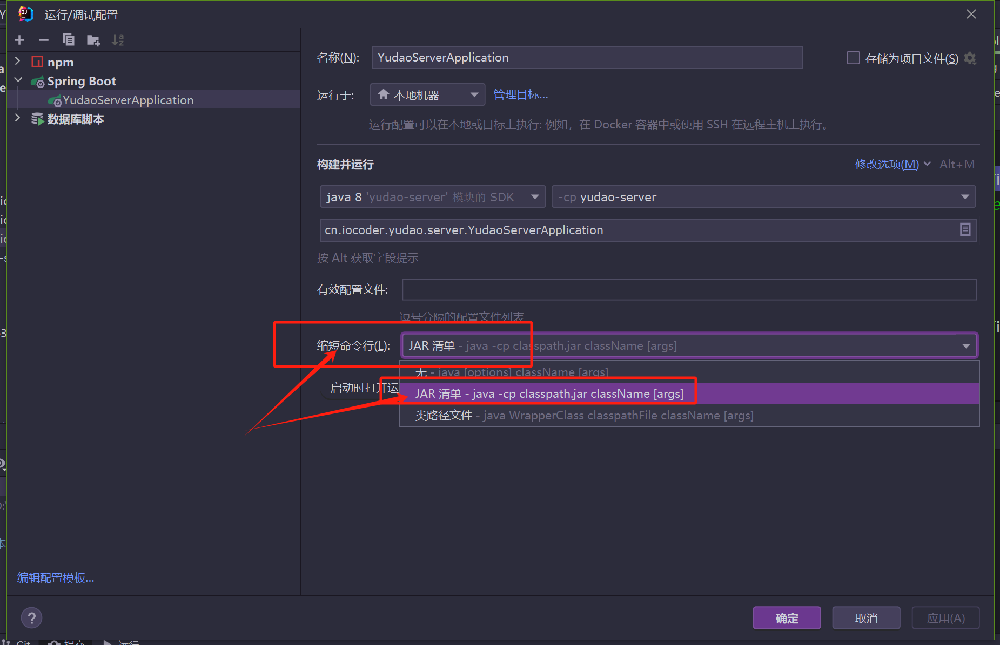 运行/调试配置
npm
Spring Boot
YudaoServerApplication
数据库脚本
编辑配置模板...
名称(N):
YudaoServerApplication
存储为项目文件(S)
运行于:
本地机器
管理目标...
运行配置可以在本地或目标上执行: 例如，在 Docker 容器中或使用 SSH 在远程主机上执行。
构建并运行
修改选项(M)
Alt+M
java 8 'yudao-server' 模块的 SDK
-cp yudao-server
cn.iocoder.yudao.server.YudaoServerApplication
按 Alt 获取字段提示
有效配置文件:
逗号分隔的配置文件列表
缩短命令行(L):
JAR 清单 - java -cp classpath.jar className [args]
无 - java [options] className [args]
启动时打开运
JAR 清单 - java -cp classpath.jar className [args]
类路径文件 - java WrapperClass classpathFile className [args]
?
确定
取消
应用(A)
Git
提交
运行